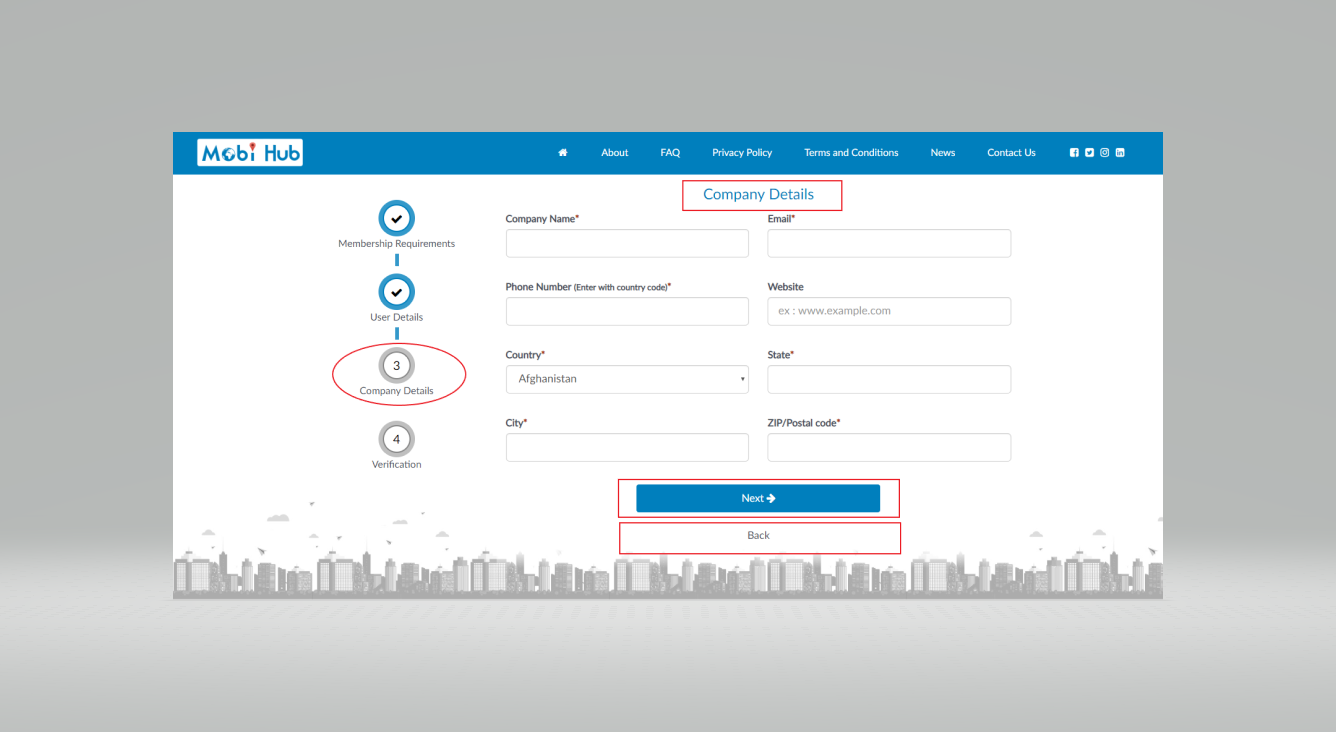 Mobi Hub
About FAQ Privacy Policy Terms and Conditions News Contact Us
Company Details
Membership Requirements
User Details
3
Company Details
4
Verification
Company Name* Email*
Phone Number (Enter with country code)* Website
ex : www.example.com
Country* State*
Afghanistan
City* ZIP/Postal code*
Next
Back